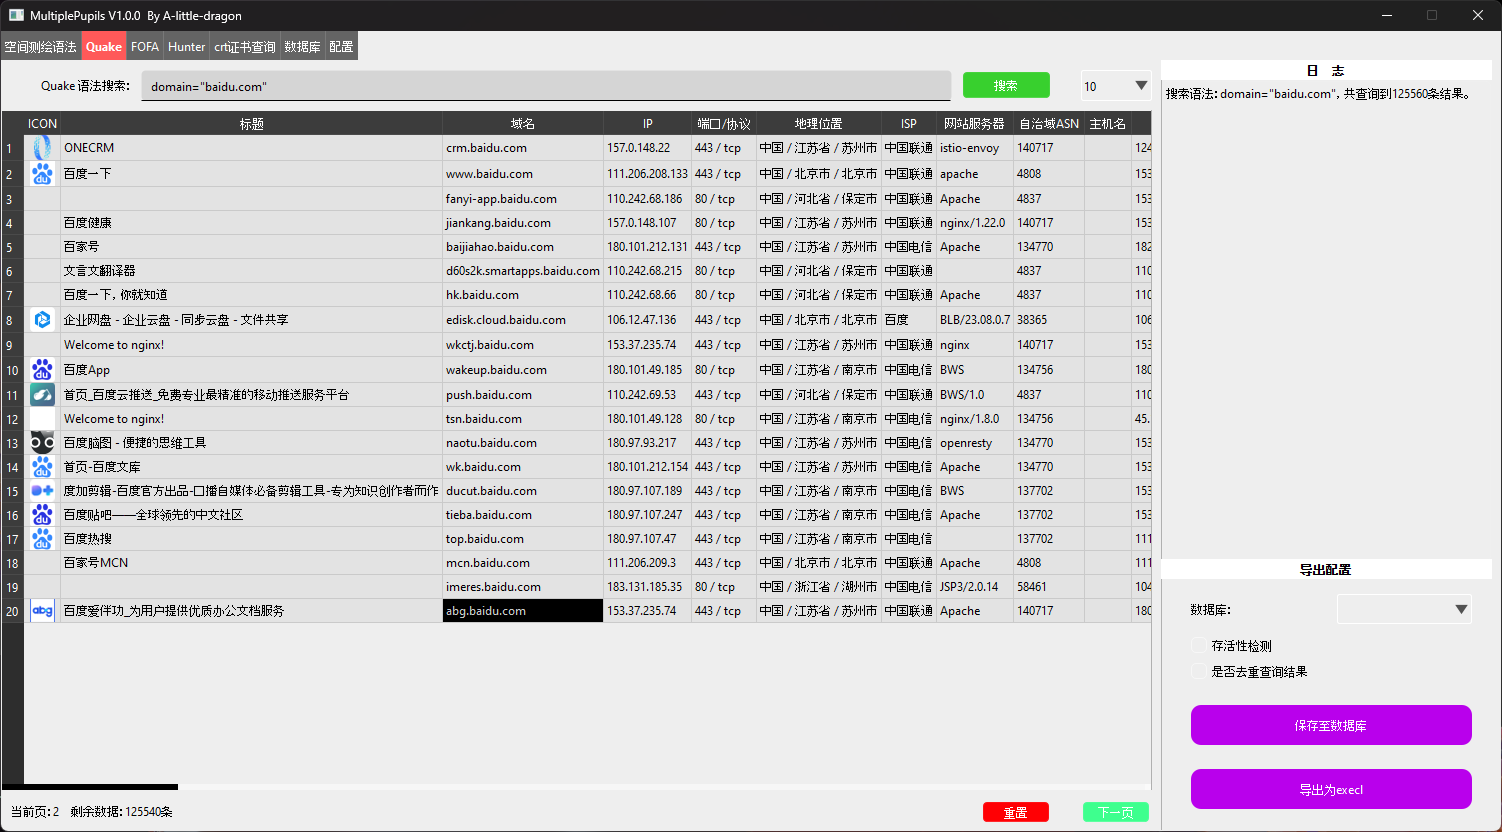 MultiplePupils V1.0.0  By A-little-dragon
空间测绘语法 Quake FOFA Hunter crt证书查询 数据库 配置
Quake 语法搜索: domain="baidu.com" 搜索 10
ICON 标题 域名 IP 端口/协议 地理位置 ISP 网站服务器 自治域ASN 主机名
1 ONECRM crm.baidu.com 157.0.148.22 443 / tcp 中国 / 江苏省 / 苏州市 中国联通 istio-envoy 140717 124
2 du 百度一下 www.baidu.com 111.206.208.133 443 / tcp 中国 / 北京市 / 北京市 中国联通 apache 4808 153
3 fanyi-app.baidu.com 110.242.68.186 80 / tcp 中国 / 河北省 / 保定市 中国联通 Apache 4837 153
4 百度健康 jiankang.baidu.com 157.0.148.107 80 / tcp 中国 / 江苏省 / 苏州市 中国联通 nginx/1.22.0 140717 153
5 百家号 baijiahao.baidu.com 180.101.212.131 443 / tcp 中国 / 江苏省 / 苏州市 中国电信 Apache 134770 182
6 文言文翻译器 d60s2k.smartapps.baidu.com 110.242.68.215 80 / tcp 中国 / 河北省 / 保定市 中国联通 4837 110
7 百度一下, 你就知道 hk.baidu.com 110.242.68.66 80 / tcp 中国 / 河北省 / 保定市 中国联通 Apache 4837 110
8 企业网盘 - 企业云盘 - 同步云盘 - 文件共享 edisk.cloud.baidu.com 106.12.47.136 443 / tcp 中国 / 北京市 / 北京市 百度 BLB/23.08.0.7 38365 106
9 Welcome to nginx! wkctj.baidu.com 153.37.235.74 443 / tcp 中国 / 江苏省 / 苏州市 中国联通 nginx 140717 153
10 du 百度App wakeup.baidu.com 180.101.49.185 80 / tcp 中国 / 江苏省 / 南京市 中国电信 BWS 134756 180
11 首页_百度云推送_免费专业最精准的移动推送服务平台 push.baidu.com 110.242.69.53 443 / tcp 中国 / 河北省 / 保定市 中国联通 BWS/1.0 4837 110
12 Welcome to nginx! tsn.baidu.com 180.101.49.128 80 / tcp 中国 / 江苏省 / 南京市 中国电信 nginx/1.8.0 134756 45.
13 百度脑图 - 便捷的思维工具 naotu.baidu.com 180.97.93.217 443 / tcp 中国 / 江苏省 / 苏州市 中国电信 openresty 134770 153
14 du 首页-百度文库 wk.baidu.com 180.101.212.154 443 / tcp 中国 / 江苏省 / 苏州市 中国电信 Apache 134770 153
15 度加剪辑-百度官方出品-口播自媒体必备剪辑工具-专为知识创作者而作 ducut.baidu.com 180.97.107.189 443 / tcp 中国 / 江苏省 / 南京市 中国电信 BWS 137702 153
16 du 百度贴吧——全球领先的中文社区 tieba.baidu.com 180.97.107.247 443 / tcp 中国 / 江苏省 / 南京市 中国电信 Apache 137702 153
17 du 百度热搜 top.baidu.com 180.97.107.47 443 / tcp 中国 / 江苏省 / 南京市 中国电信 137702 111
18 百家号MCN mcn.baidu.com 111.206.209.3 443 / tcp 中国 / 北京市 / 北京市 中国联通 Apache 4808 111
19 imeres.baidu.com 183.131.185.35 80 / tcp 中国 / 浙江省 / 湖州市 中国电信 JSP3/2.0.14 58461 104
20 abg 百度爱伴功_为用户提供优质办公文档服务 abg.baidu.com 153.37.235.74 443 / tcp 中国 / 江苏省 / 苏州市 中国联通 Apache 140717 180
当前页: 2 剩余数据: 125540条 重置 下一页
日 志
搜索语法: domain="baidu.com", 共查询到125560条结果。
导出配置
数据库:
存活性检测
是否去重查询结果
保存至数据库
导出为execl